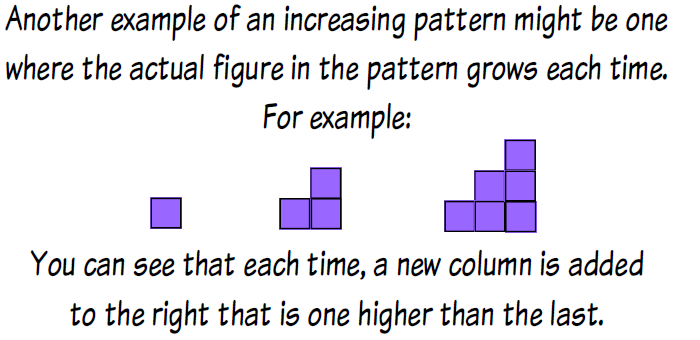 Another example of an increasing pattern might be one
where the actual figure in the pattern grows each time.
For example:
You can see that each time, a new column is added
to the right that is one higher than the last.